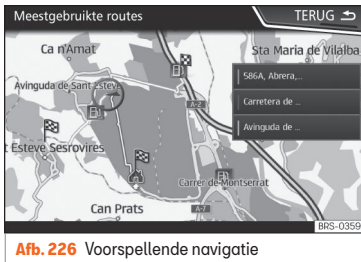 Meestgebruikte routes
TERUG
Ca n'Amat
Sta Maria de Vilalba
586A, Abrera,...
Avinguda de Sant Esteve
Carretera de ...
A-2
Avinguda de ...
t Esteve Sesrovires
Carrer de Montserrat
Can Prats
A-7
BRS-0359
Afb. 226 Voorspellende navigatie